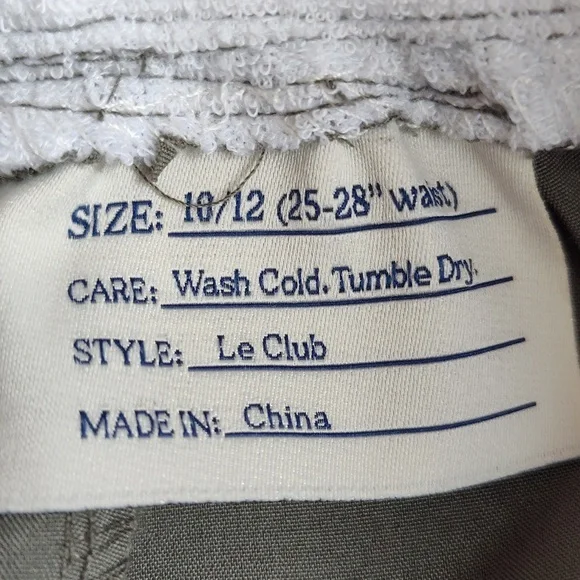 SIZE: 10/12 (25-28" waist)
CARE: Wash Cold. Tumble Dry.
STYLE: Le Club
MADE IN: China